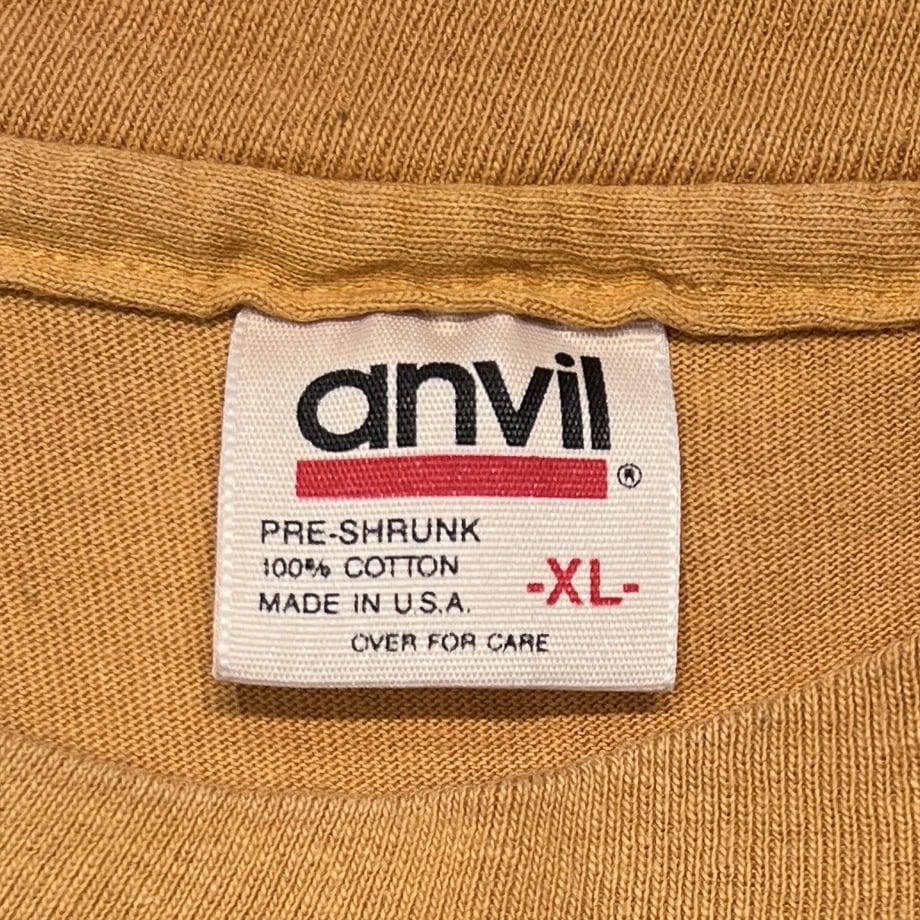 anvil®
PRE-SHRUNK
100% COTTON
MADE IN U.S.A.
-XL-
OVER FOR CARE